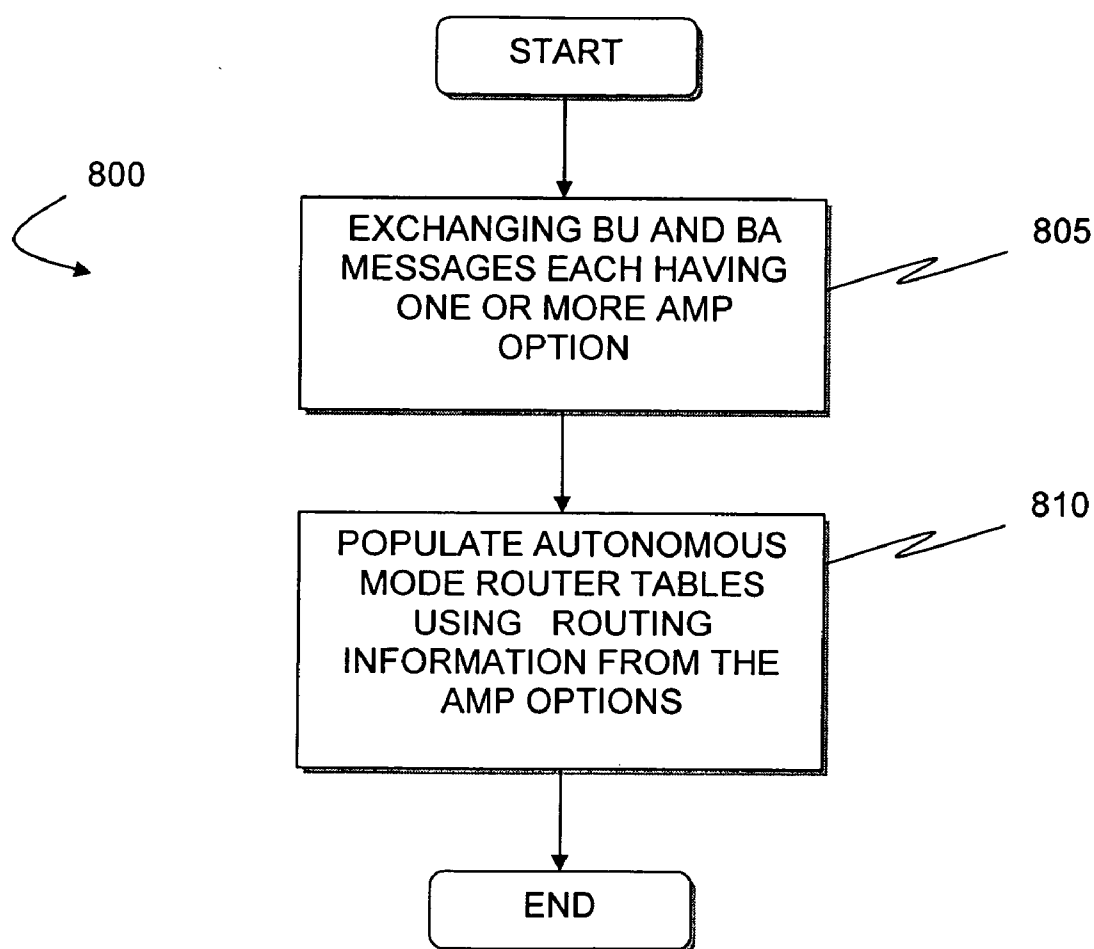 START
800
EXCHANGING BU AND BA
MESSAGES EACH HAVING
ONE OR MORE AMP
OPTION
805
POPULATE AUTONOMOUS
MODE ROUTER TABLES
USING ROUTING
INFORMATION FROM THE
AMP OPTIONS
810
END